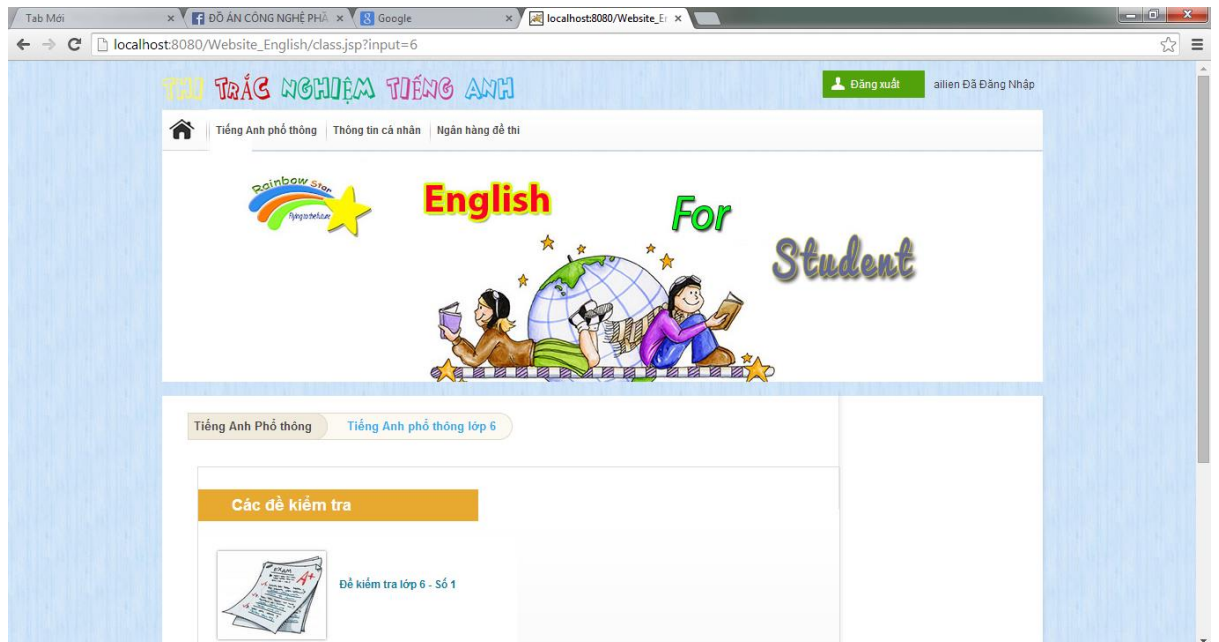 Tab Mới
ĐỒ ÁN CÔNG NGHỆ PHẦ
Google
localhost:8080/Website_Er
localhost:8080/Website_English/class.jsp?input=6
THI TRẮC NGHIỆM TIẾNG ANH
Đăng xuất
ailien Đã Đăng Nhập
Tiếng Anh phổ thông
Thông tin cá nhân
Ngân hàng đề thi
Rainbow Star
Flying to the future
English
For
Student
Tiếng Anh Phổ thông
Tiếng Anh phổ thông lớp 6
Các đề kiểm tra
EXAM
A+
Đề kiểm tra lớp 6 - Số 1